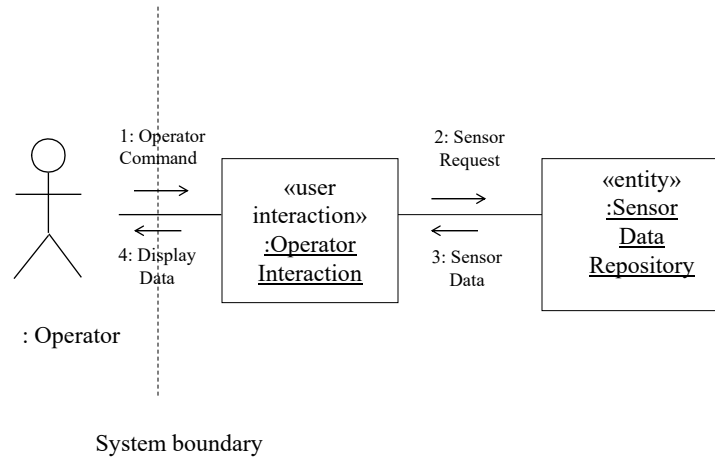 1: Operator
Command
2: Sensor
Request
«user
interaction»
:Operator
Interaction
«entity»
:Sensor
Data
Repository
4: Display
Data
3: Sensor
Data
: Operator
System boundary